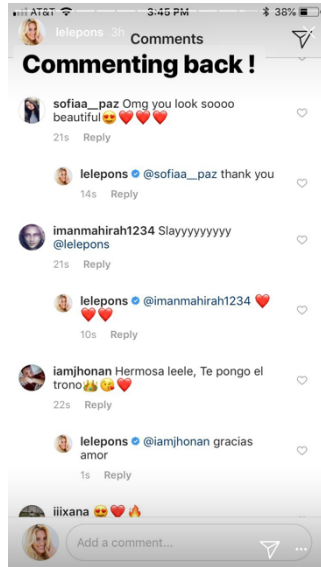 AT&T 3:45 PM 38%
lelepons 3h
Comments
Commenting back !
sofiaa__paz Omg you look soooo
beautiful😍❤️❤️❤️
21s Reply
lelepons @sofiaa__paz thank you
14s Reply
imanmahirah1234 Slayyyyyyyyy
@lelepons
21s Reply
lelepons @imanmahirah1234 ❤️
❤️❤️
10s Reply
iamjhonan Hermosa leele, Te pongo el
trono👑😘❤️
22s Reply
lelepons @iamjhonan gracias
amor
1s Reply
iiixana 😍❤️🔥
Add a comment...